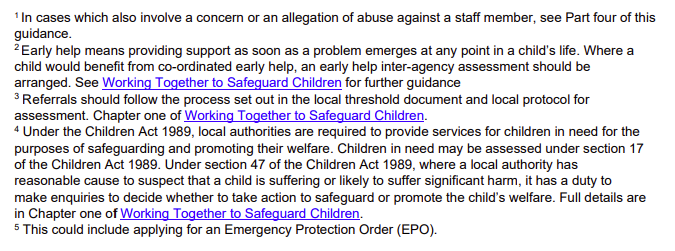 ¹ In cases which also involve a concern or an allegation of abuse against a staff member, see Part four of this
guidance.
² Early help means providing support as soon as a problem emerges at any point in a child's life. Where a
child would benefit from co-ordinated early help, an early help inter-agency assessment should be
arranged. See Working Together to Safeguard Children for further guidance
³ Referrals should follow the process set out in the local threshold document and local protocol for
assessment. Chapter one of Working Together to Safeguard Children.
⁴ Under the Children Act 1989, local authorities are required to provide services for children in need for the
purposes of safeguarding and promoting their welfare. Children in need may be assessed under section 17
of the Children Act 1989. Under section 47 of the Children Act 1989, where a local authority has
reasonable cause to suspect that a child is suffering or likely to suffer significant harm, it has a duty to
make enquiries to decide whether to take action to safeguard or promote the child's welfare. Full details are
in Chapter one of Working Together to Safeguard Children.
⁵ This could include applying for an Emergency Protection Order (EPO).